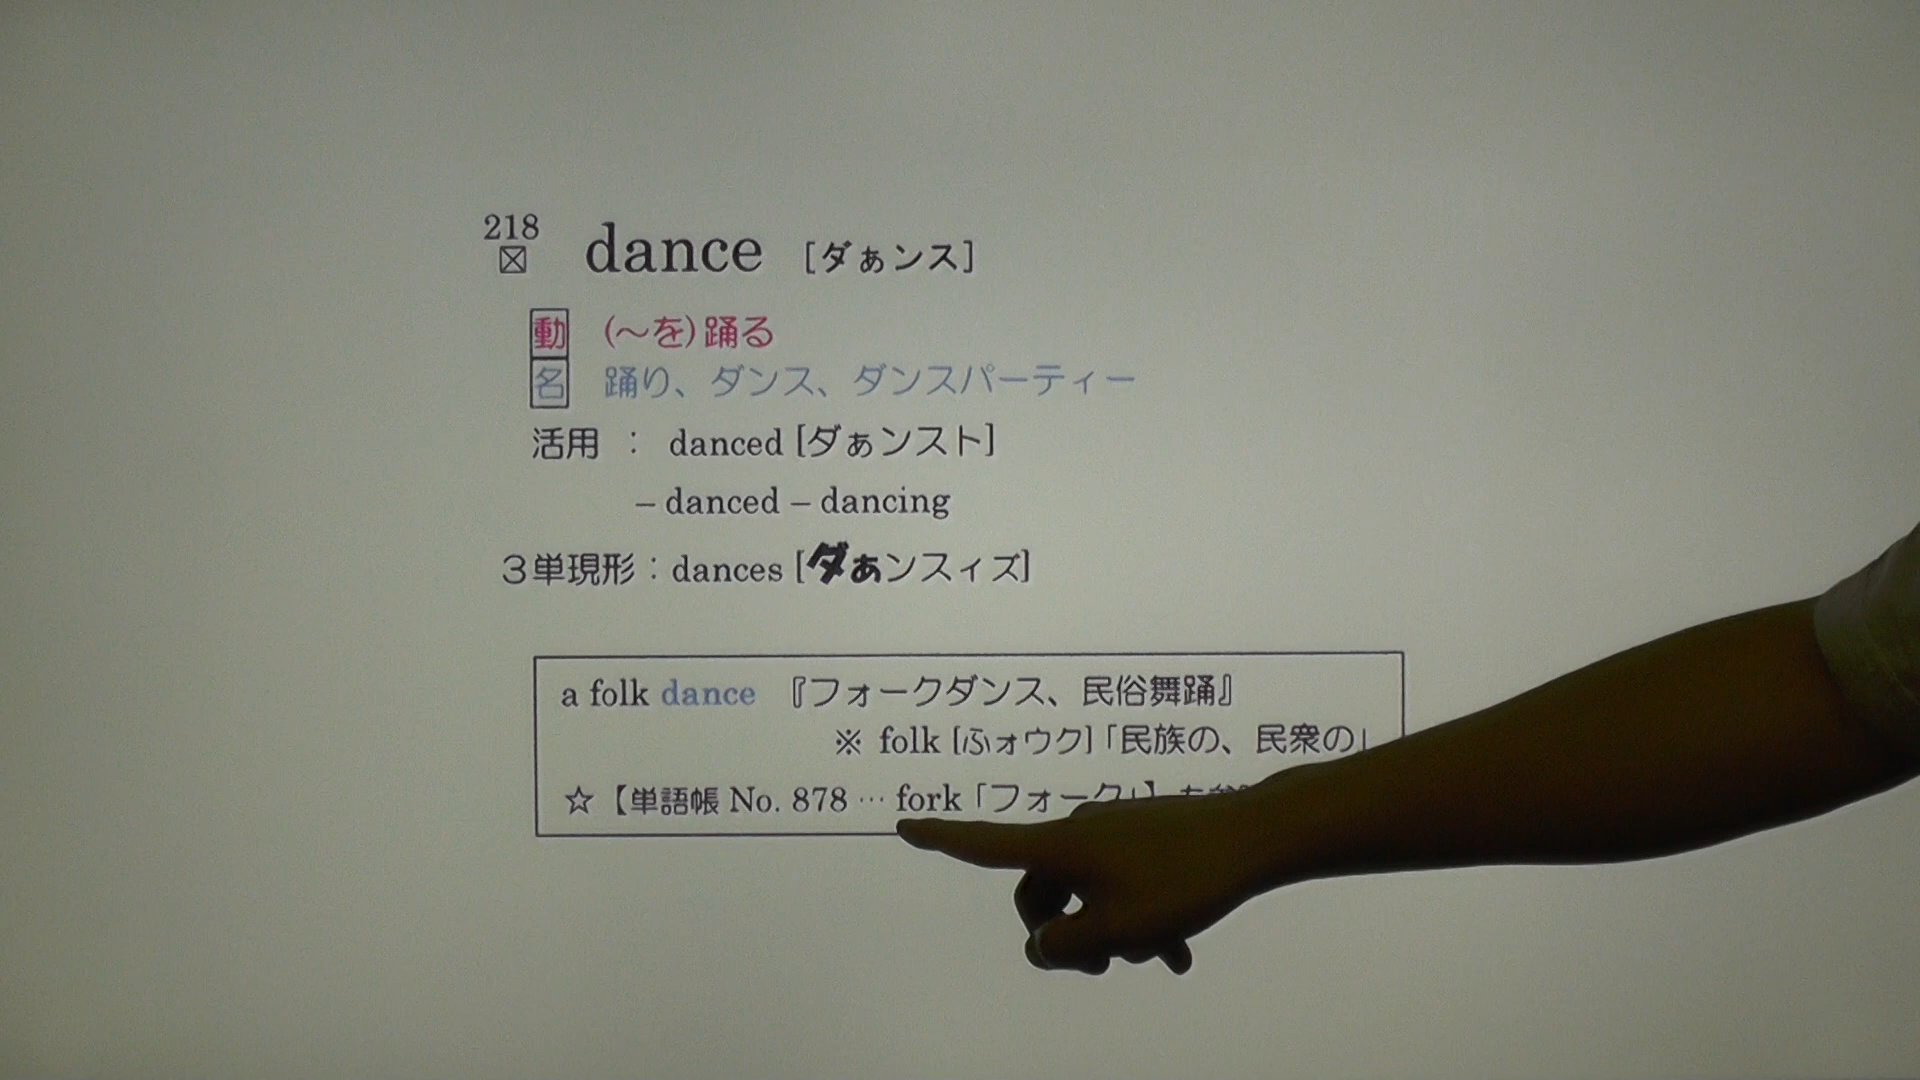 218
☒ dance [ダぁンス]
動 (～を)踊る
名 踊り、ダンス、ダンスパーティー
活用 : danced [ダぁンスト]
– danced – dancing
3単現形：dances [ダぁンスィズ]
a folk dance 『フォークダンス、民俗舞踊』
※ folk [ふォウク]「民族の、民衆の」
☆【単語帳 No. 878 … fork「フォーク」】を